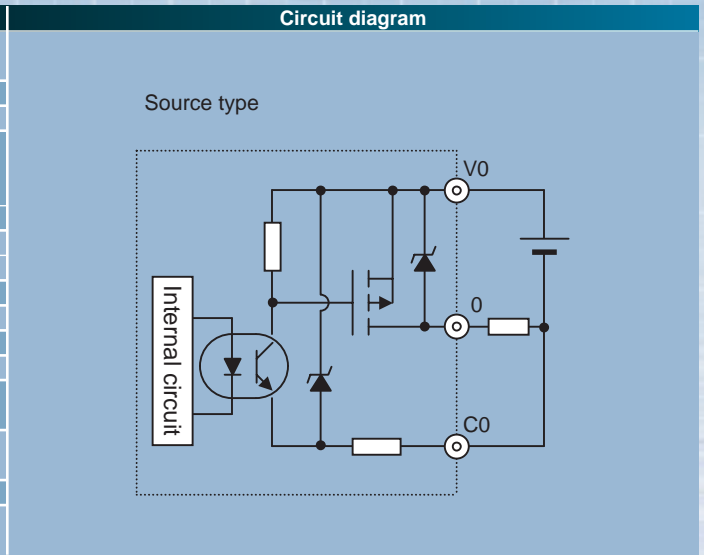 Circuit diagram
Source type
V0
0
Internal circuit
C0